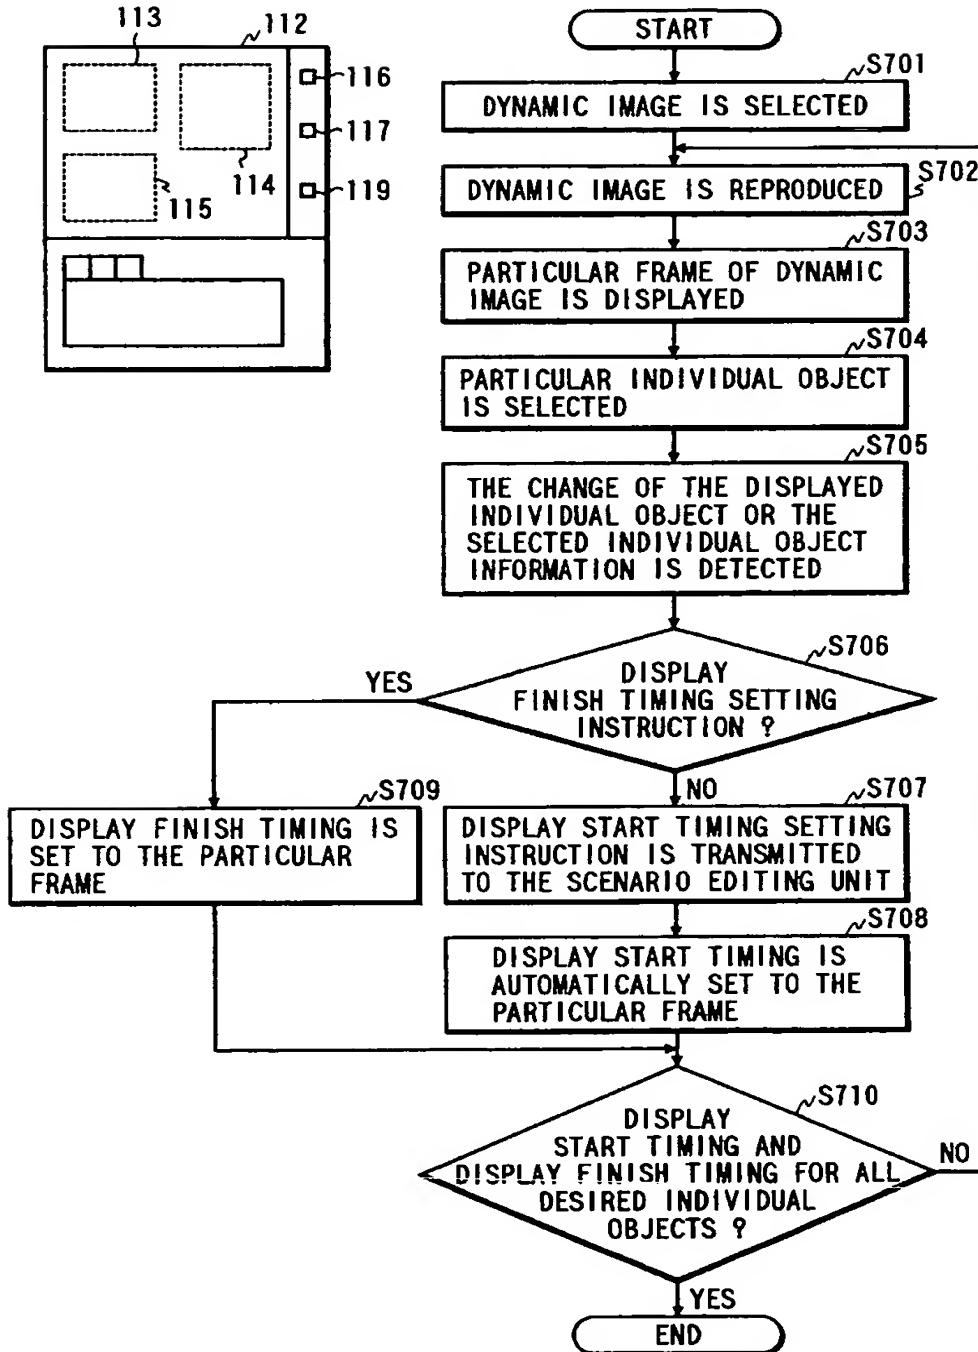 113
112
116
117
114
115
119
START
S701
DYNAMIC IMAGE IS SELECTED
S702
DYNAMIC IMAGE IS REPRODUCED
S703
PARTICULAR FRAME OF DYNAMIC
IMAGE IS DISPLAYED
S704
PARTICULAR INDIVIDUAL OBJECT
IS SELECTED
S705
THE CHANGE OF THE DISPLAYED
INDIVIDUAL OBJECT OR THE
SELECTED INDIVIDUAL OBJECT
INFORMATION IS DETECTED
S706
DISPLAY
FINISH TIMING SETTING
INSTRUCTION ?
YES
NO
S709
DISPLAY FINISH TIMING IS
SET TO THE PARTICULAR
FRAME
S707
DISPLAY START TIMING SETTING
INSTRUCTION IS TRANSMITTED
TO THE SCENARIO EDITING UNIT
S708
DISPLAY START TIMING IS
AUTOMATICALLY SET TO THE
PARTICULAR FRAME
S710
DISPLAY
START TIMING AND
DISPLAY FINISH TIMING FOR ALL
DESIRED INDIVIDUAL
OBJECTS ?
NO
YES
END